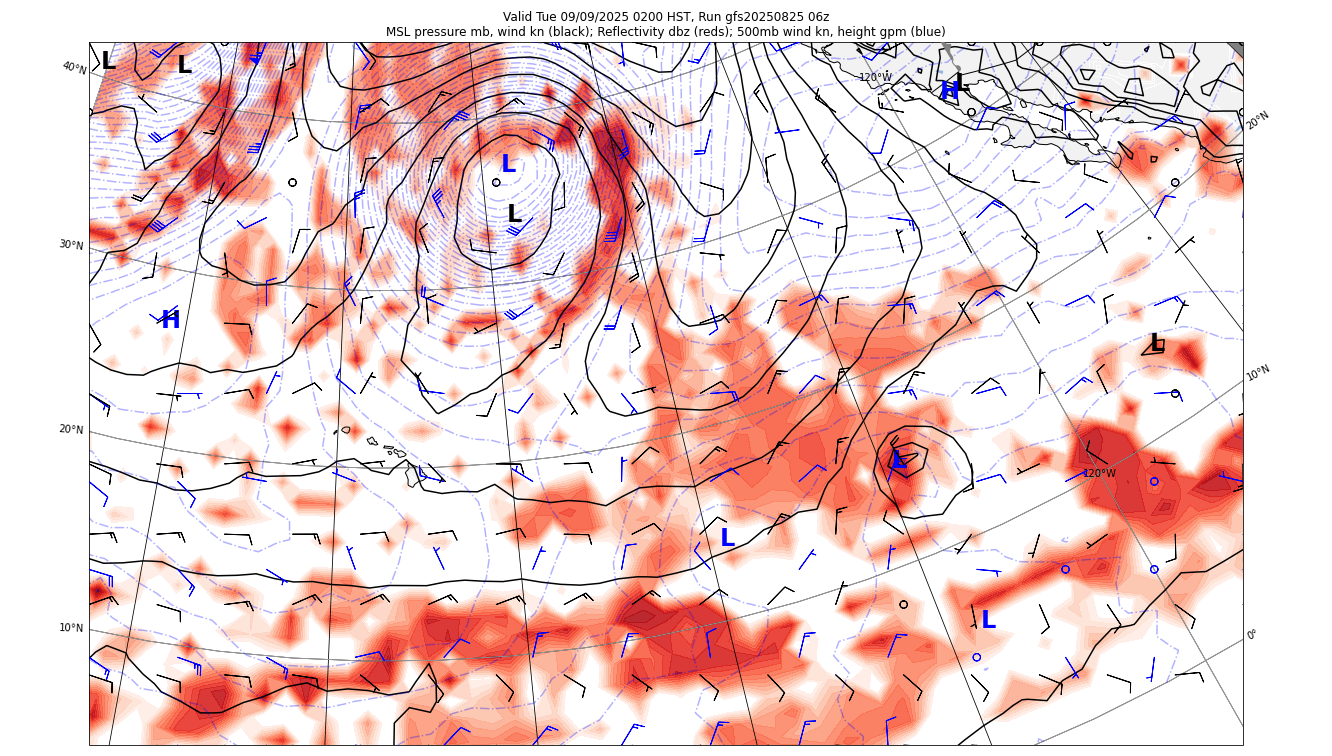 Valid Tue 09/09/2025 0200 HST, Run gfs20250825 06z
MSL pressure mb, wind kn (black); Reflectivity dbz (reds); 500mb wind kn, height gpm (blue)
L
L
H
L
120°W
40°N
20°N
L
L
30°N
H
L
10°N
20°N
L
120°W
L
10°N
L
0°